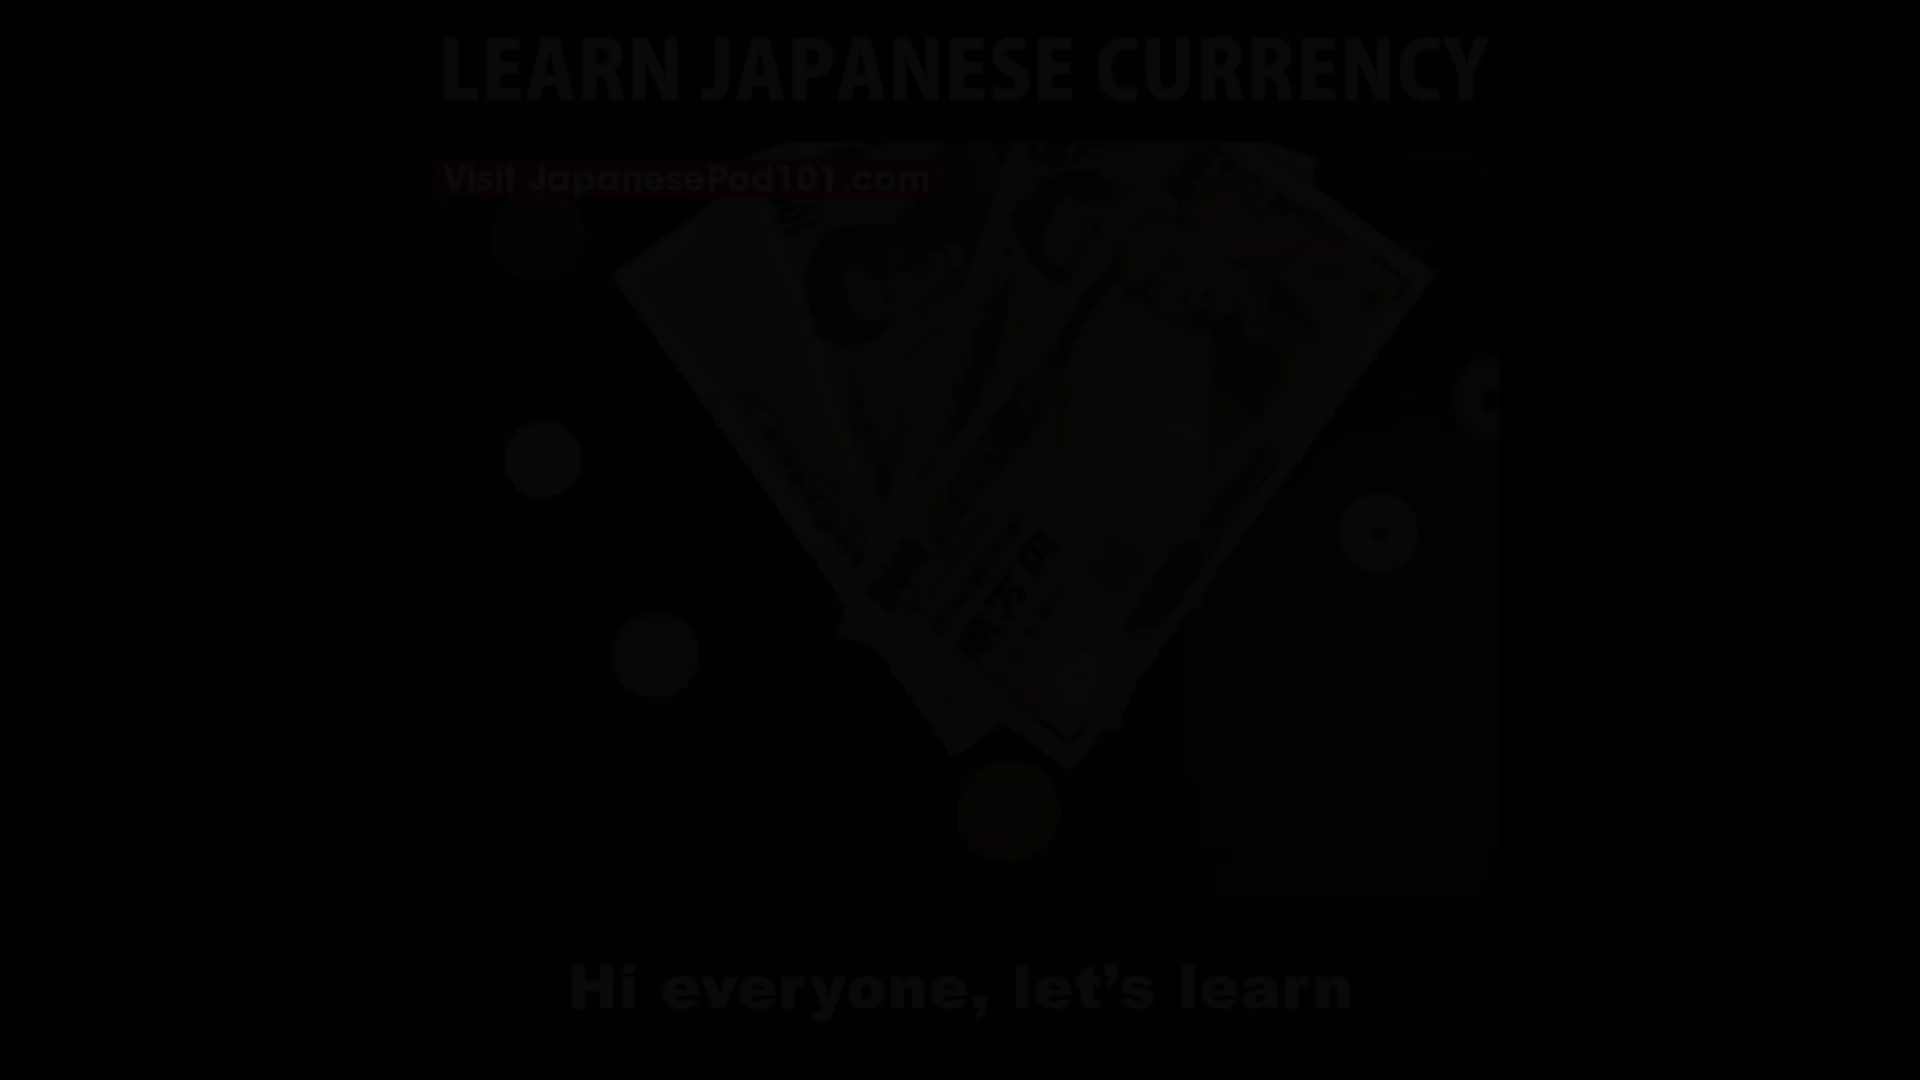 LEARN JAPANESE CURRENCY
Visit JapanesePod101.com
Hi everyone, let's learn